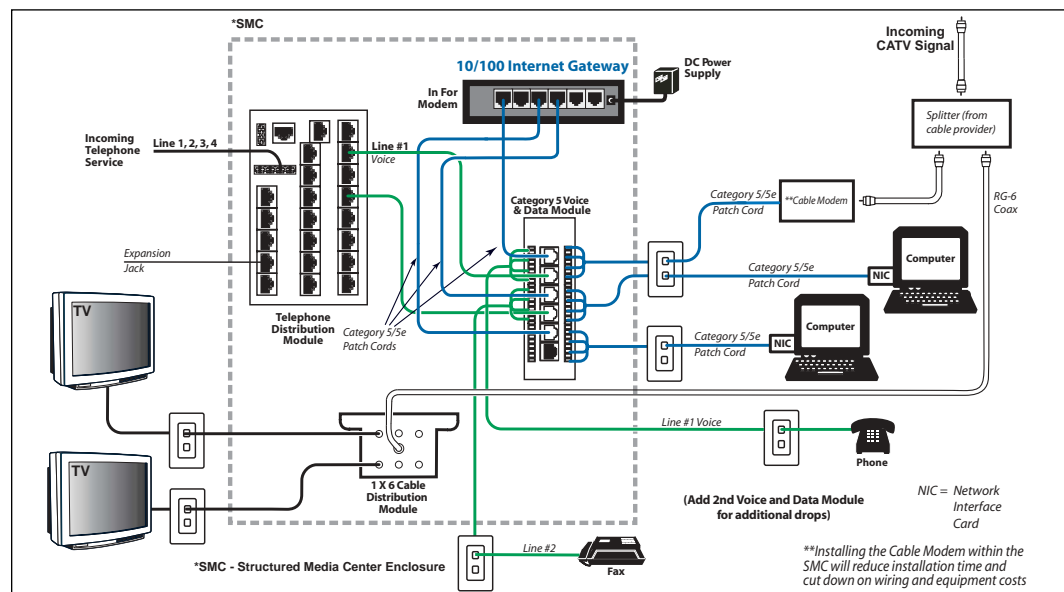 *SMC
Incoming
CATV Signal
10/100 Internet Gateway
DC Power
Supply
In For
Modem
Splitter (from
cable provider)
Incoming
Telephone
Service
Line 1, 2, 3, 4
Line #1
Voice
Category 5 Voice
& Data Module
Category 5/5e
Patch Cord
**Cable Modem
RG-6
Coax
Expansion
Jack
NIC
Computer
Category 5/5e
Patch Cord
TV
Telephone
Distribution
Module
Category 5/5e
Patch Cords
Computer
NIC
Category 5/5e
Patch Cord
Line #1 Voice
Phone
TV
1 X 6 Cable
Distribution
Module
(Add 2nd Voice and Data Module
for additional drops)
NIC = Network
Interface
Card
Line #2
Fax
*SMC - Structured Media Center Enclosure
**Installing the Cable Modem within the
SMC will reduce installation time and
cut down on wiring and equipment costs